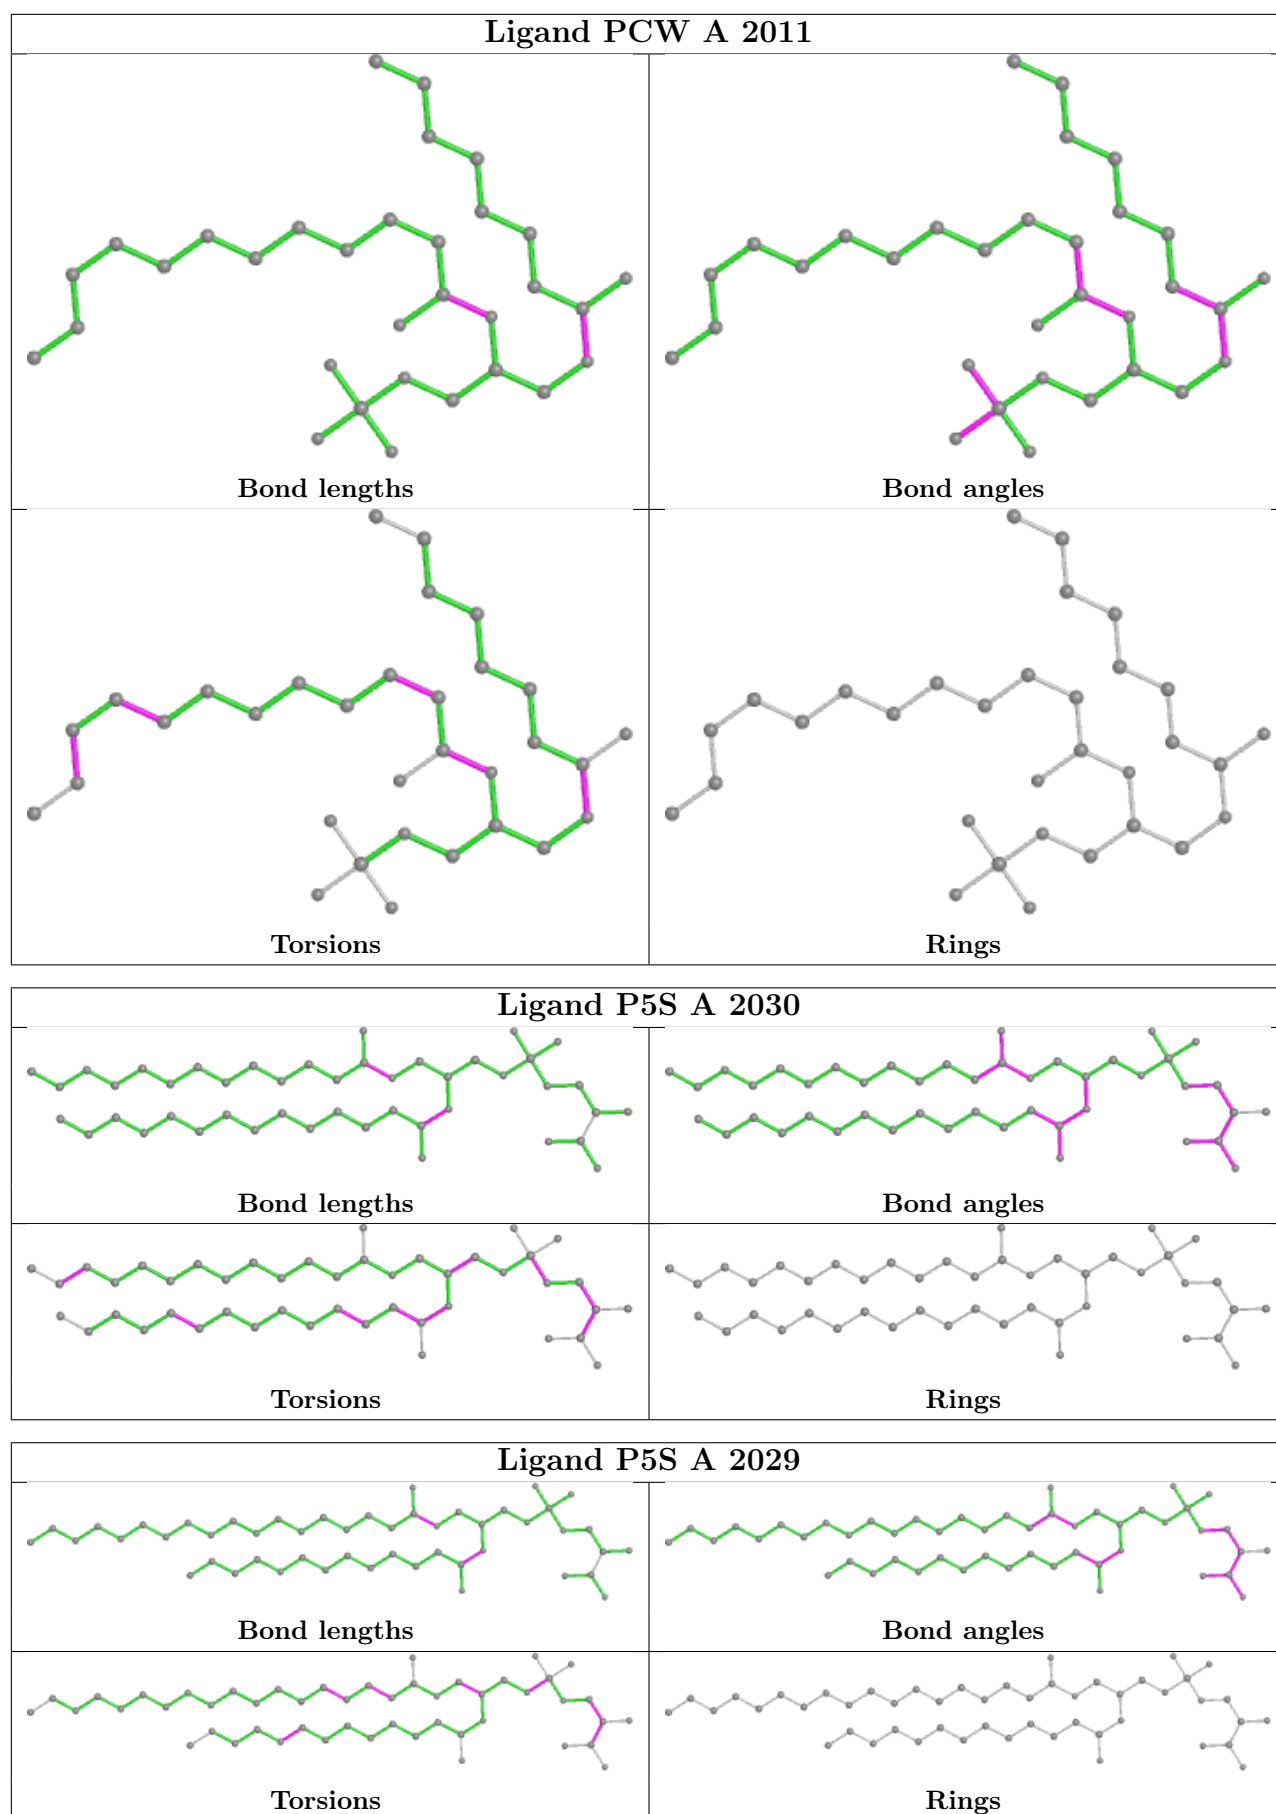 Ligand PCW A 2011
Bond lengths
Bond angles
Torsions
Rings
Ligand P5S A 2030
Bond lengths
Bond angles
Torsions
Rings
Ligand P5S A 2029
Bond lengths
Bond angles
Torsions
Rings